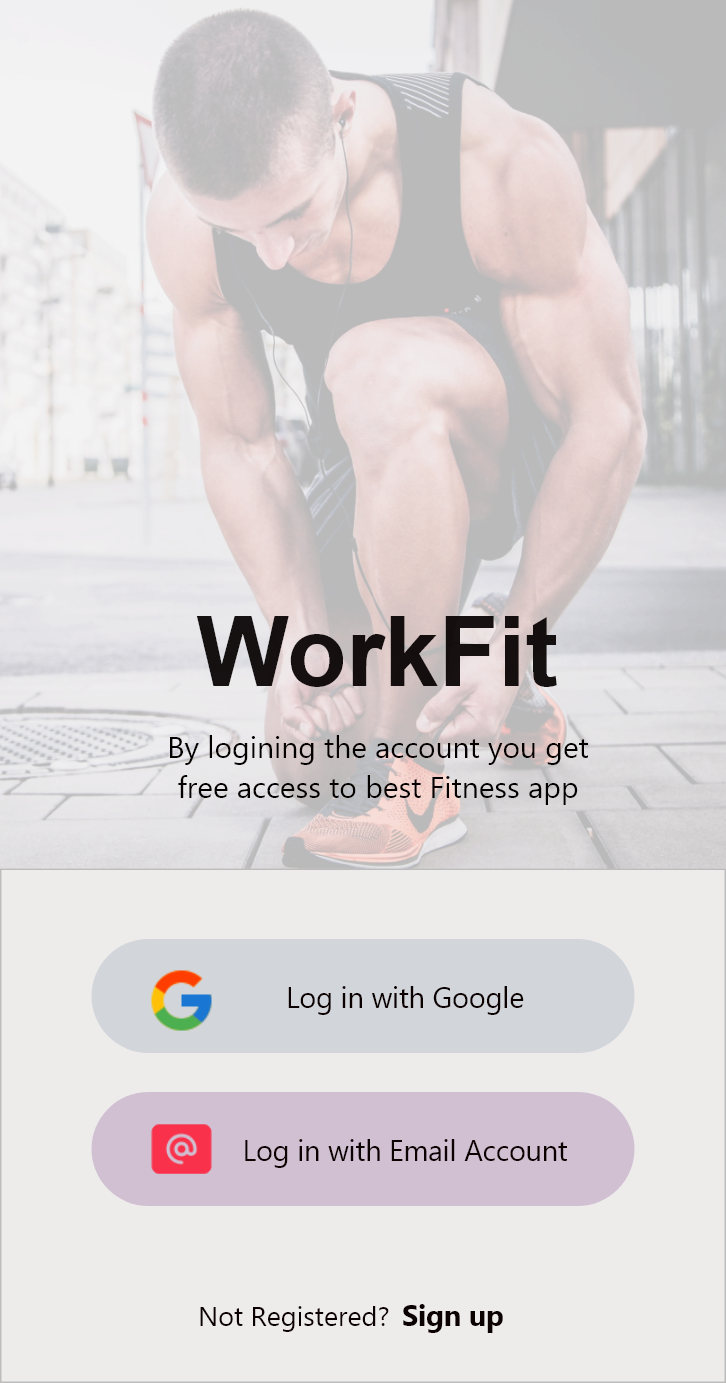 WorkFit
By logining the account you get
free access to best Fitness app
Log in with Google
@ Log in with Email Account
Not Registered? Sign up